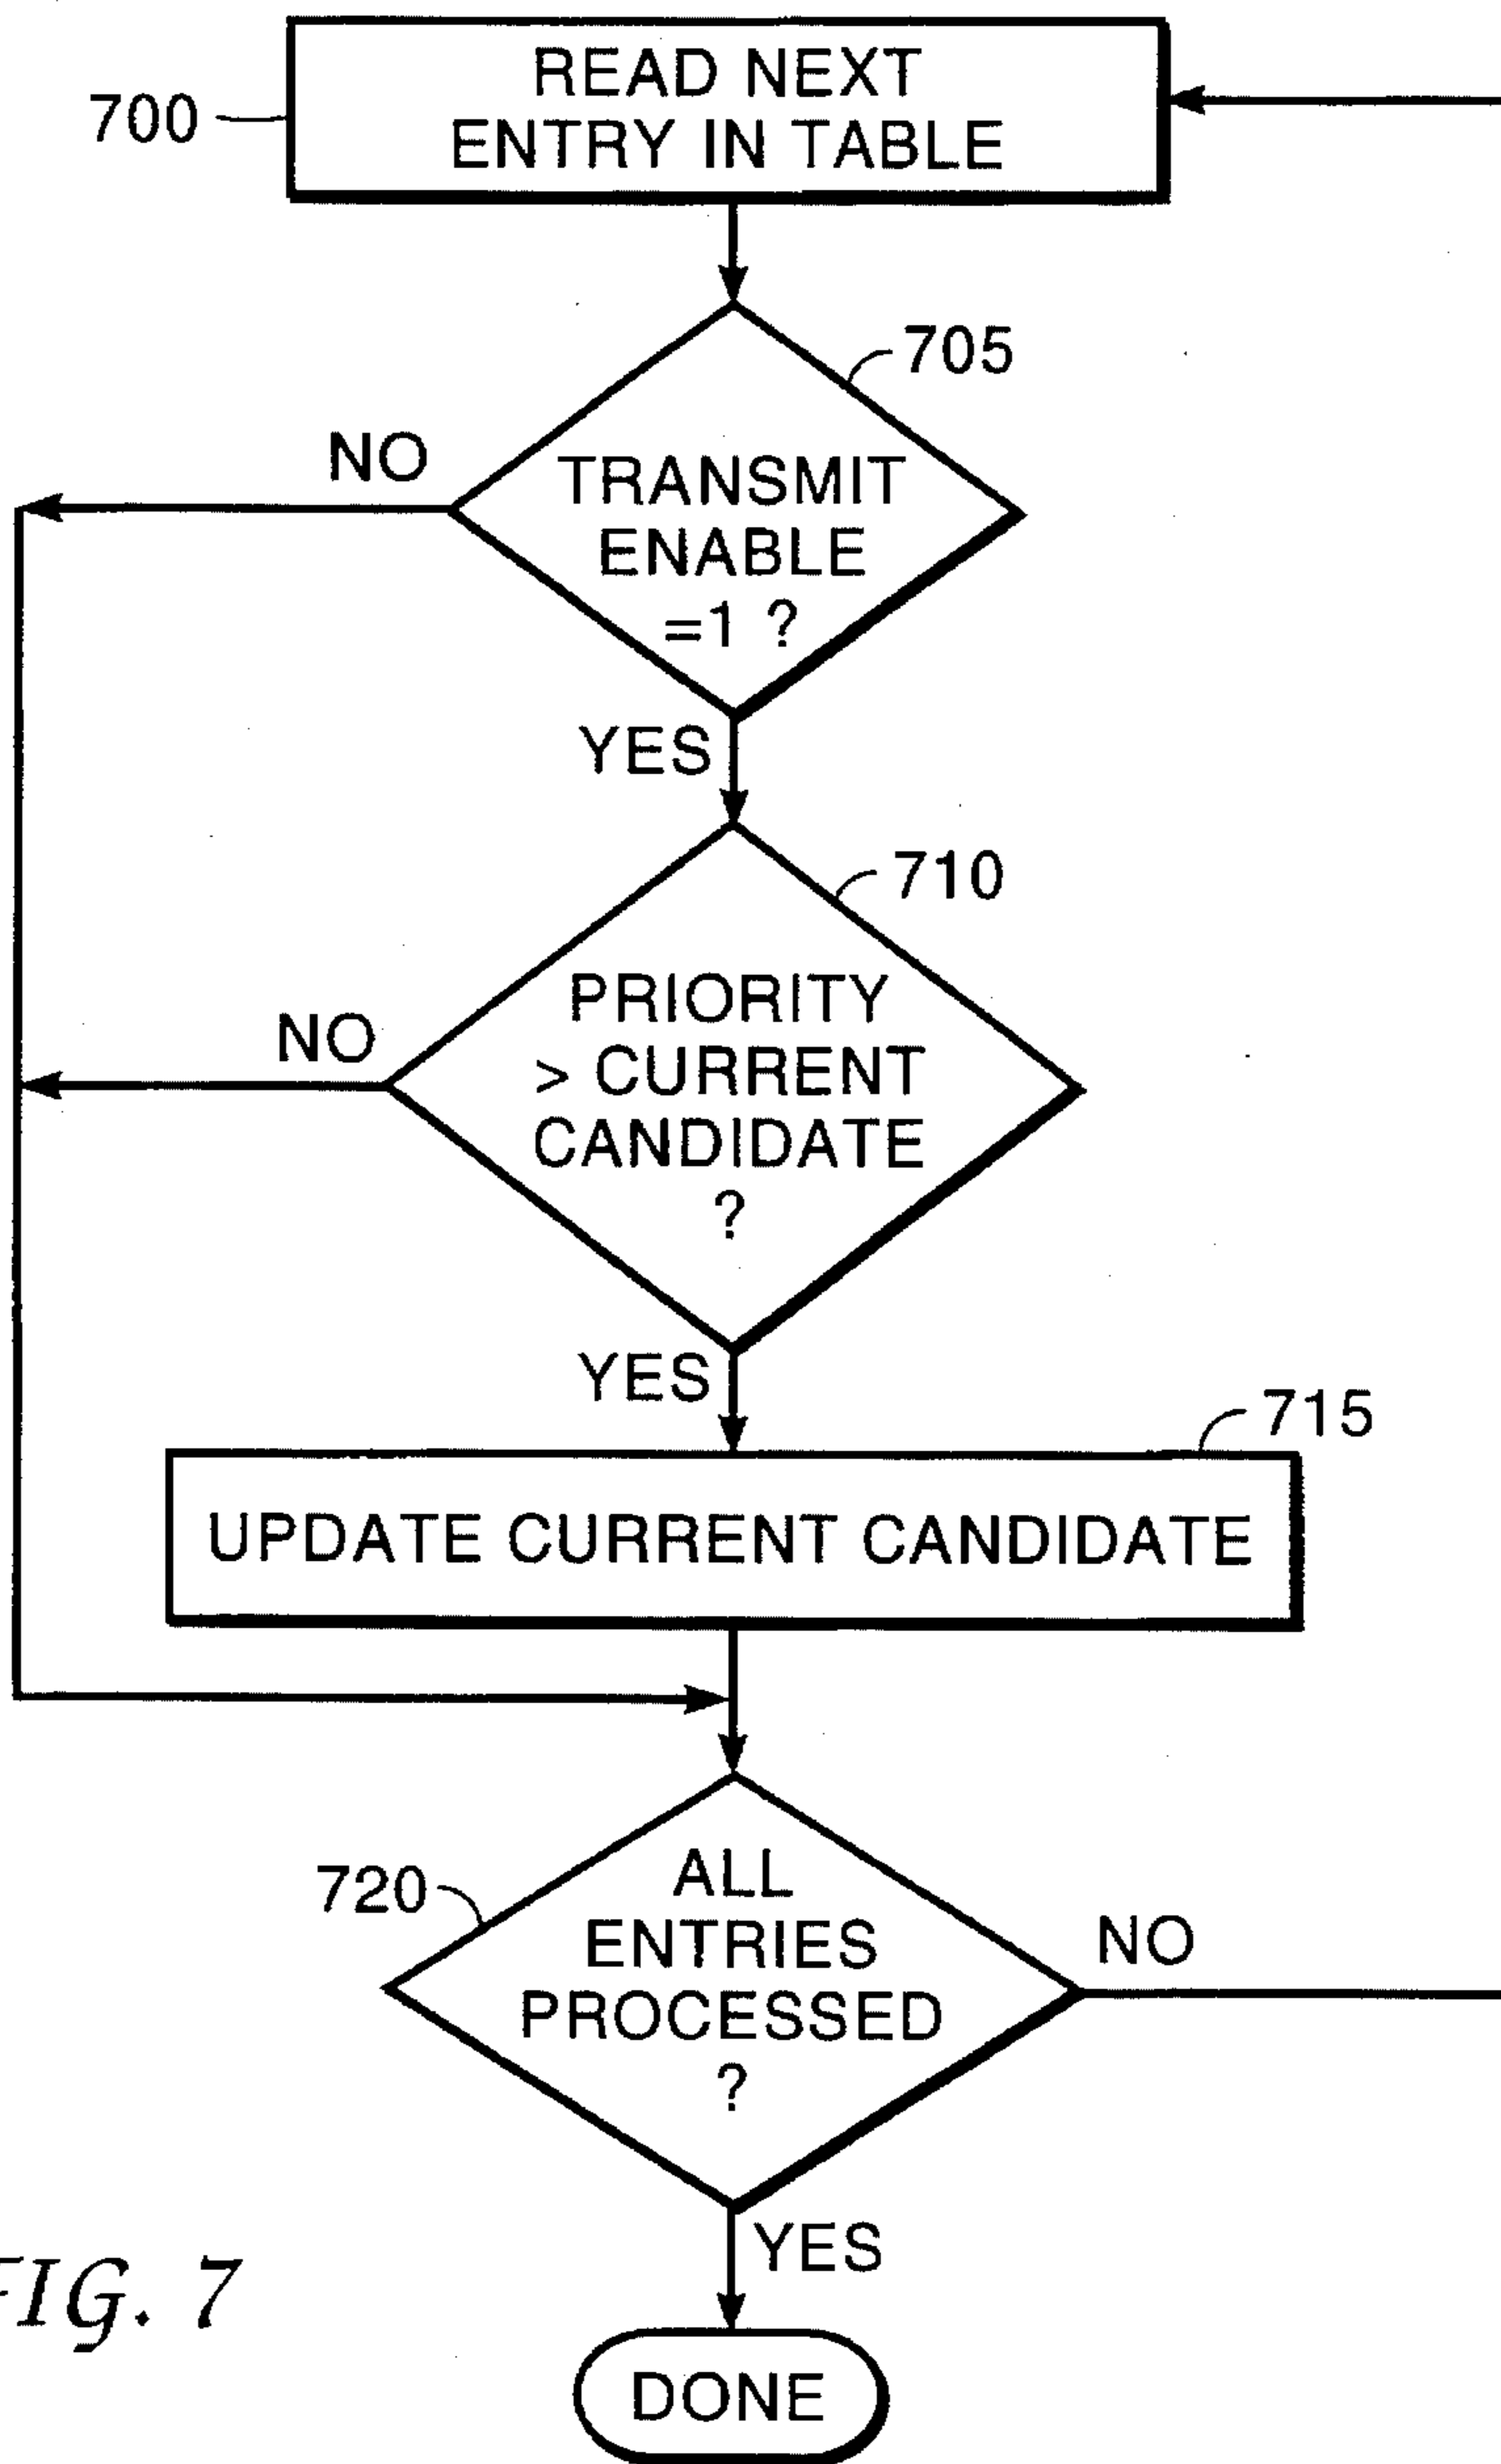 READ NEXT
ENTRY IN TABLE
700
705
NO
TRANSMIT
ENABLE
=1 ?
YES
710
NO
PRIORITY
> CURRENT
CANDIDATE
?
YES
715
UPDATE CURRENT CANDIDATE
720
ALL
ENTRIES
PROCESSED
?
NO
YES
FIG. 7
DONE